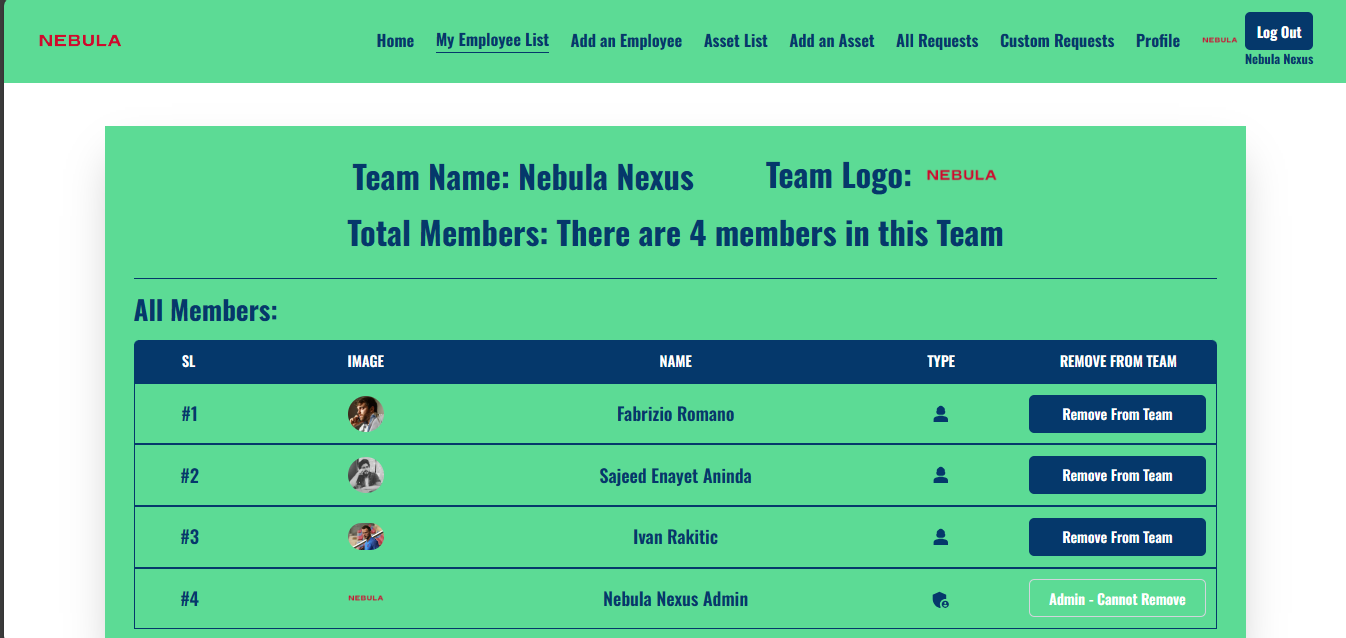 NEBULA
Home My Employee List Add an Employee Asset List Add an Asset All Requests Custom Requests Profile NEBULA Log Out
Nebula Nexus
Team Name: Nebula Nexus Team Logo: NEBULA
Total Members: There are 4 members in this Team
All Members:
SL IMAGE NAME TYPE REMOVE FROM TEAM
#1 Fabrizio Romano Remove From Team
#2 Sajeed Enayet Aninda Remove From Team
#3 Ivan Rakitic Remove From Team
#4 NEBULA Nebula Nexus Admin Admin - Cannot Remove